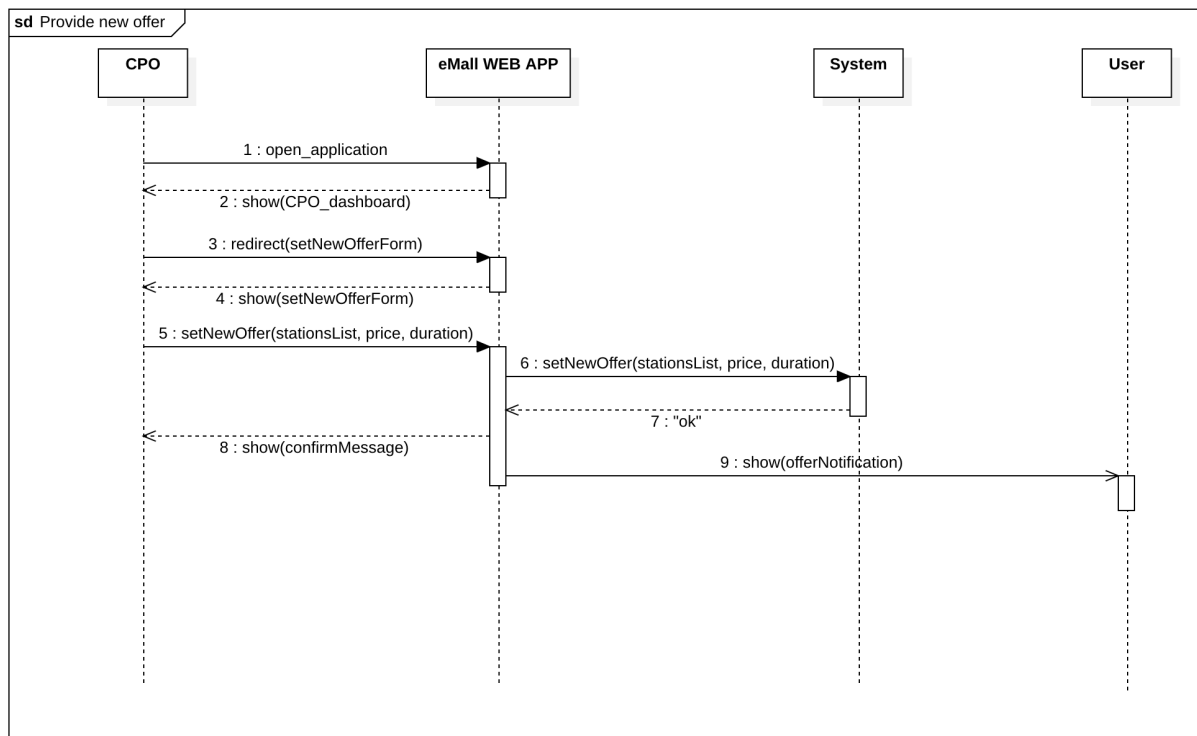 sd Provide new offer
CPO
eMall WEB APP
System
User
1 : open_application
2 : show(CPO_dashboard)
3 : redirect(setNewOfferForm)
4 : show(setNewOfferForm)
5 : setNewOffer(stationsList, price, duration)
6 : setNewOffer(stationsList, price, duration)
7 : "ok"
8 : show(confirmMessage)
9 : show(offerNotification)